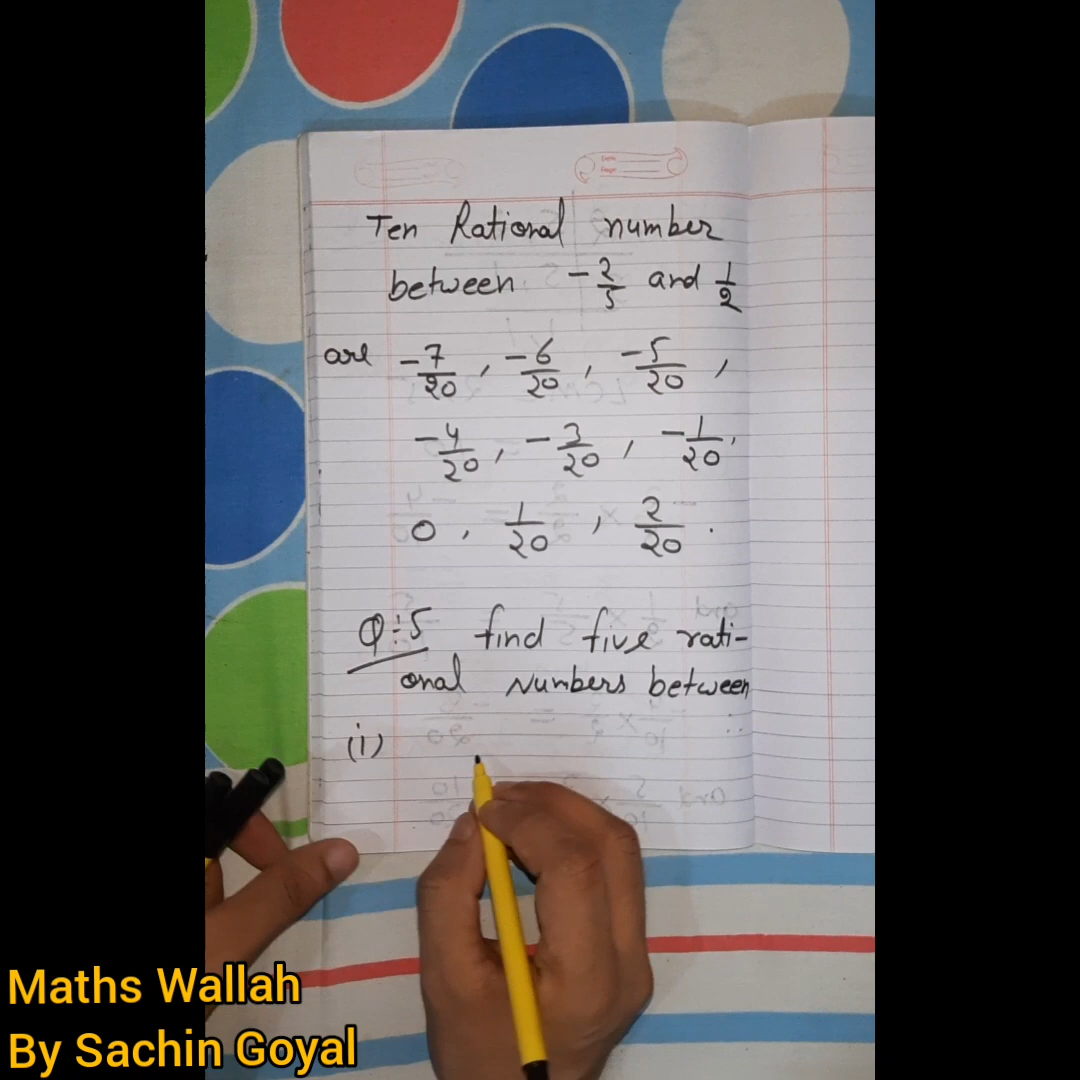 Ten Rational number
between -2/5 and 1/2
are -7/20, -6/20, -5/20,
-4/20, -3/20, -1/20,
0, 1/20, 2/20.
Q÷5 find five rati-
onal Numbers between
(i)
Maths Wallah
By Sachin Goyal